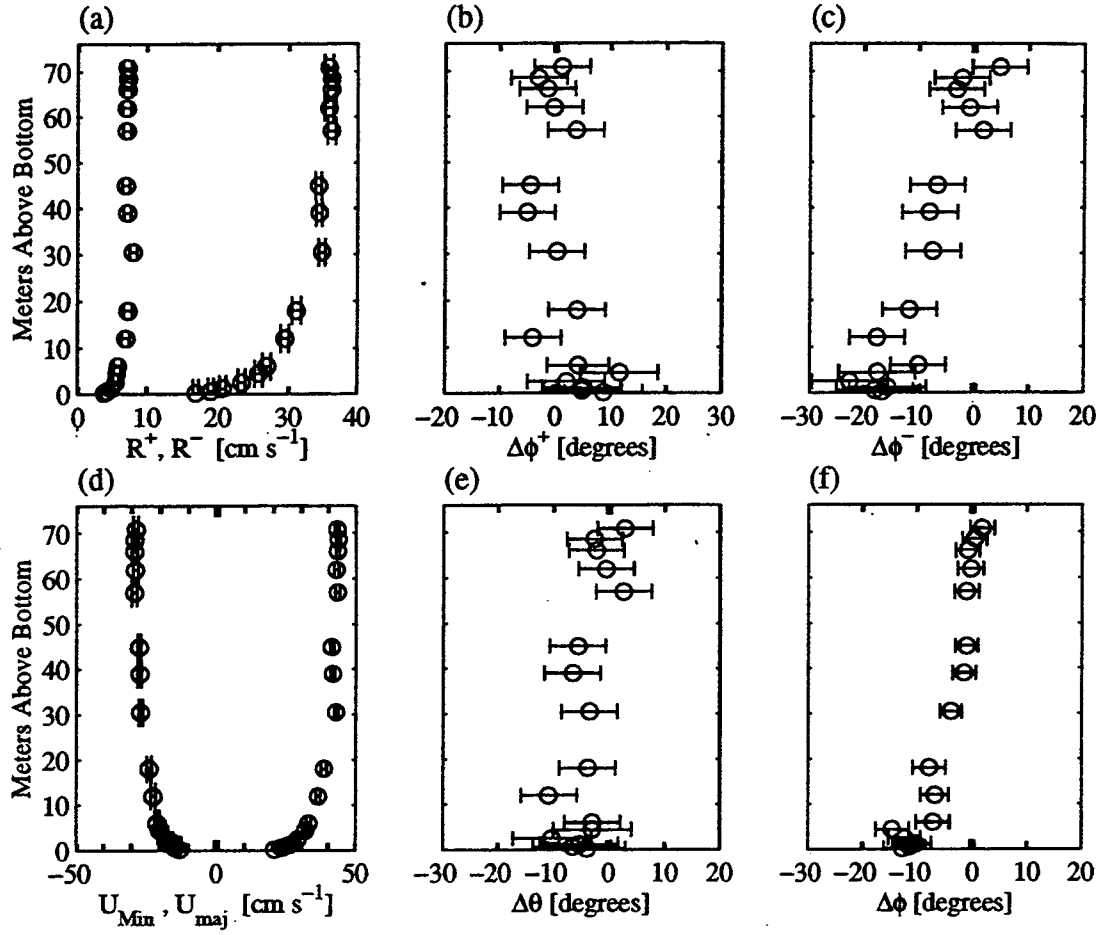 (a)
(b)
(c)
Meters Above Bottom
70
60
50
40
30
20
10
0
0 10 20 30 40
R⁺, R⁻ [cm s⁻¹]
−20 −10 0 10 20 30
Δϕ⁺ [degrees]
−30 −20 −10 0 10 20
Δϕ⁻ [degrees]
(d)
(e)
(f)
Meters Above Bottom
70
60
50
40
30
20
10
0
−50 0 50
U_Min, U_maj [cm s⁻¹]
−30 −20 −10 0 10 20
Δθ [degrees]
−30 −20 −10 0 10 20
Δϕ [degrees]